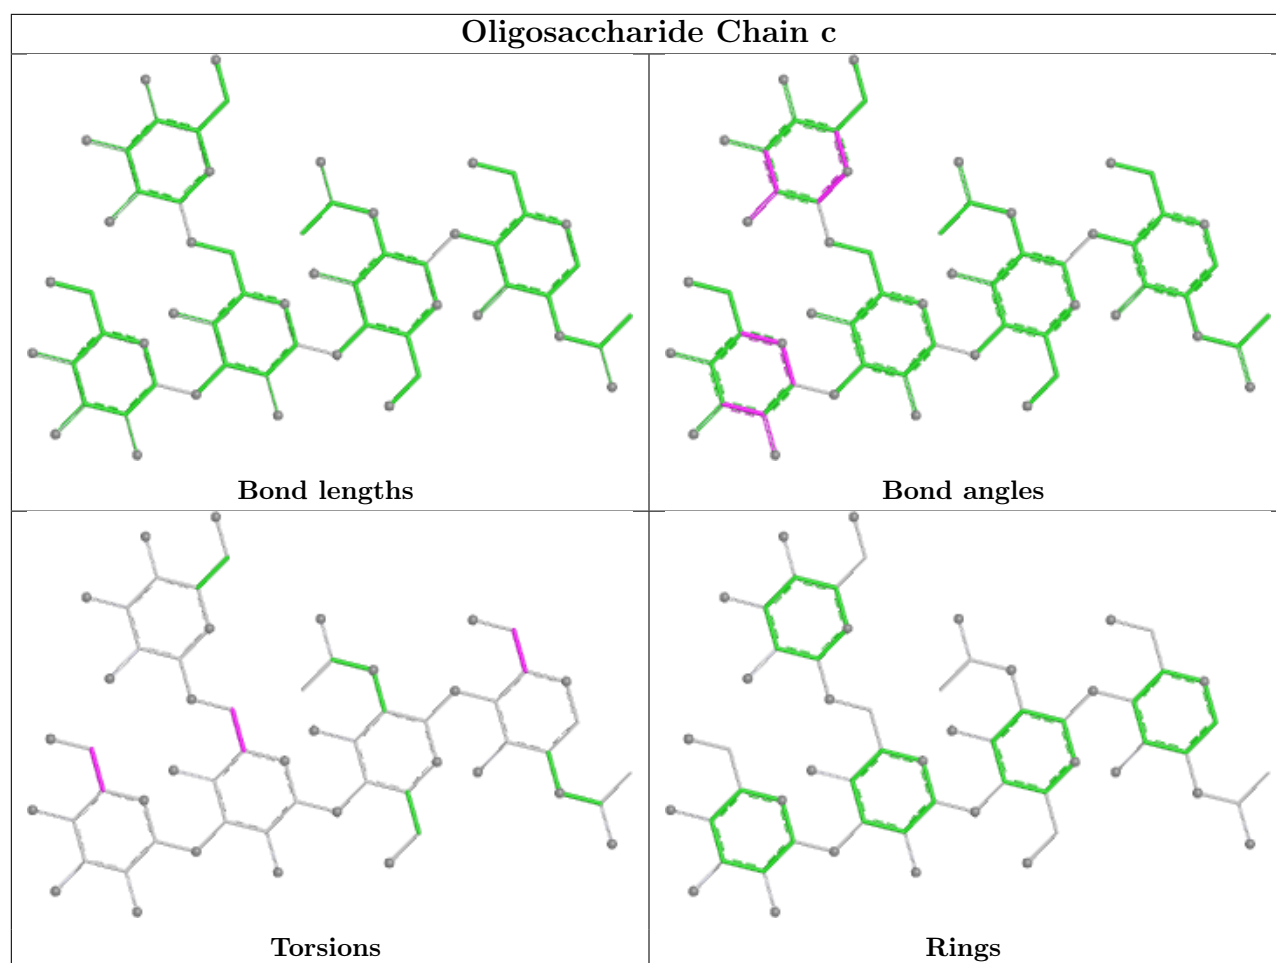 Oligosaccharide Chain c
Bond lengths
Bond angles
Torsions
Rings